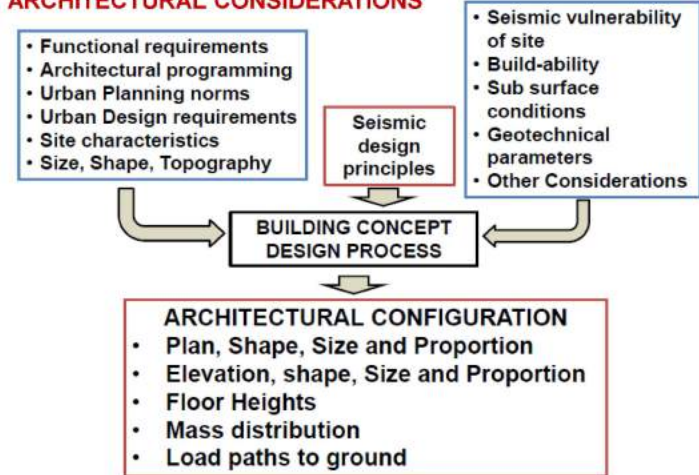 ARCHITECTURAL CONSIDERATIONS
• Functional requirements
• Architectural programming
• Urban Planning norms
• Urban Design requirements
• Site characteristics
• Size, Shape, Topography
Seismic
design
principles
• Seismic vulnerability
of site
• Build-ability
• Sub surface
conditions
• Geotechnical
parameters
• Other Considerations
BUILDING CONCEPT
DESIGN PROCESS
ARCHITECTURAL CONFIGURATION
• Plan, Shape, Size and Proportion
• Elevation, shape, Size and Proportion
• Floor Heights
• Mass distribution
• Load paths to ground